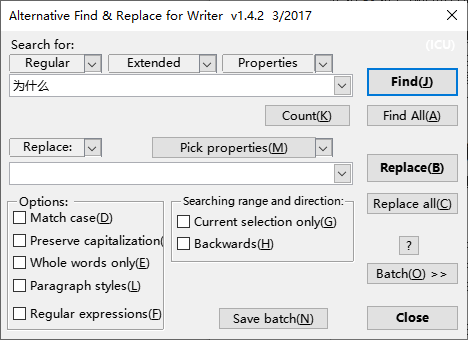 Alternative Find & Replace for Writer v1.4.2 3/2017
Search for:
(ICU)
Regular Extended Properties
为什么
Find(J)
Count(K) Find All(A)
Replace: Pick properties(M)
Replace(B)
Options:
Match case(D)
Preserve capitalization(
Whole words only(E)
Paragraph styles(L)
Regular expressions(F)
Searching range and direction:
Current selection only(G)
Backwards(H)
Replace all(C)
?
Batch(O) >>
Save batch(N) Close